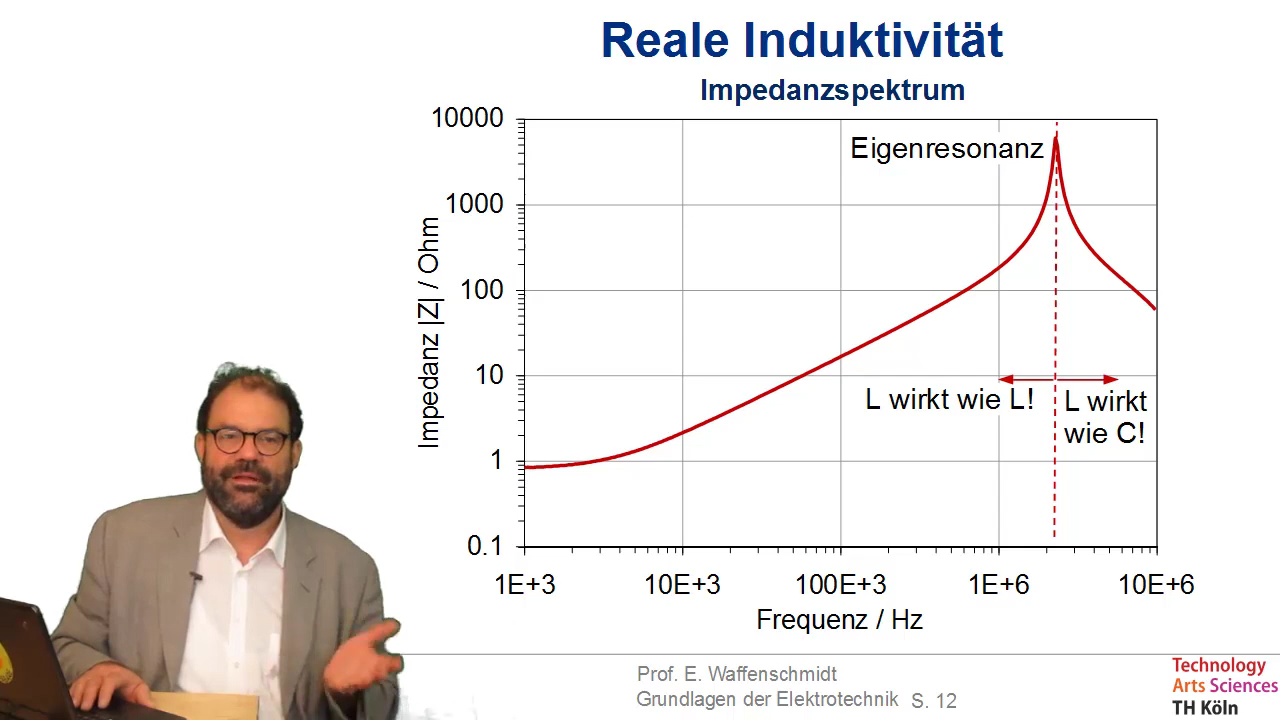 Reale Induktivität
Impedanzspektrum
10000
1000
100
10
1
0.1
Impedanz |Z| / Ohm
Eigenresonanz
L wirkt wie L!
L wirkt
wie C!
1E+3 10E+3 100E+3 1E+6 10E+6
Frequenz / Hz
Prof. E. Waffenschmidt
Grundlagen der Elektrotechnik S. 12
Technology
Arts Sciences
TH Köln